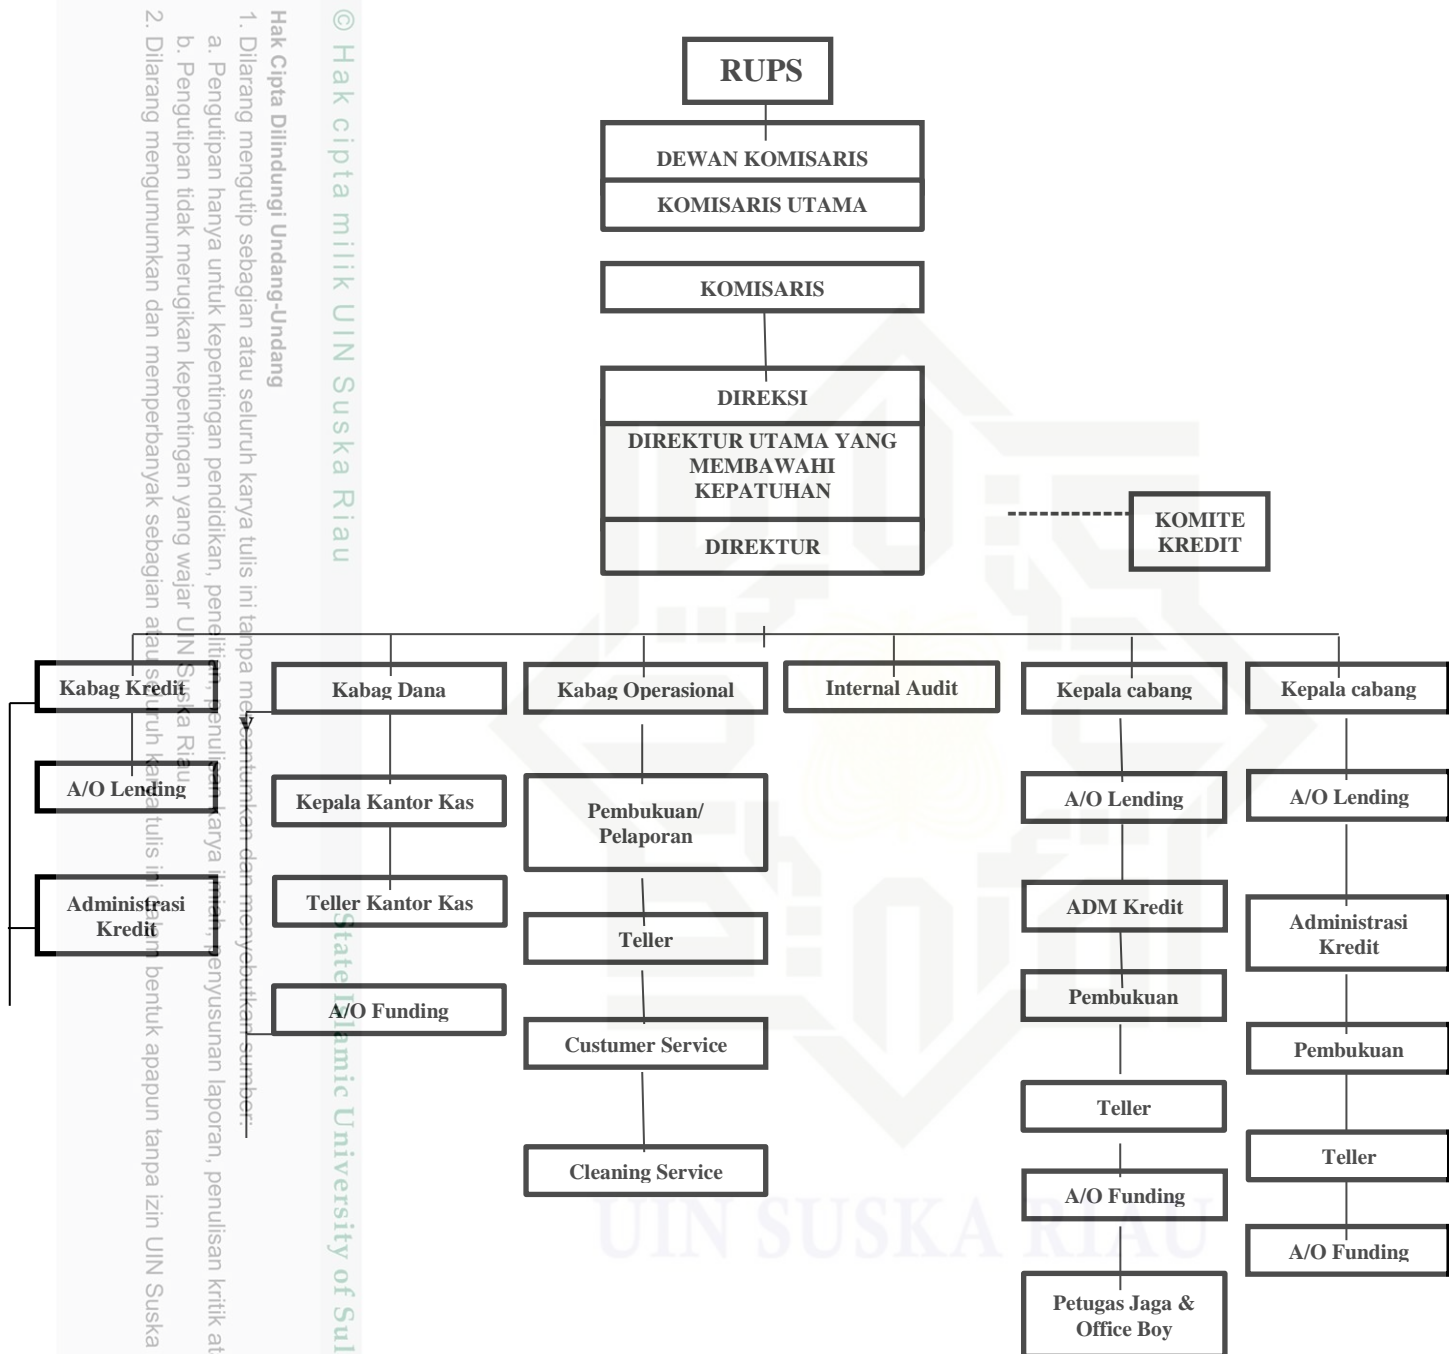 © Hak cipta milik UIN Suska Riau
State Islamic University of Sul
Hak Cipta Dilindungi Undang-Undang
1. Dilarang mengutip sebagian atau seluruh karya tulis ini tanpa mencantumkan dan menyebutkan sumber:
a. Pengutipan hanya untuk kepentingan pendidikan, penelitian, penulisan karya ilmiah, penyusunan laporan, penulisan kritik at
b. Pengutipan tidak merugikan kepentingan yang wajar UIN Suska Riau.
2. Dilarang mengumumkan dan memperbanyak sebagian atau seluruh karya tulis ini dalam bentuk apapun tanpa izin UIN Suska
RUPS
DEWAN KOMISARIS
KOMISARIS UTAMA
KOMISARIS
DIREKSI
DIREKTUR UTAMA YANG
MEMBAWAHI
KEPATUHAN
DIREKTUR
KOMITE
KREDIT
Kabag Kredit
A/O Lending
Administrasi
Kredit
Kabag Dana
Kepala Kantor Kas
Teller Kantor Kas
A/O Funding
Kabag Operasional
Pembukuan/
Pelaporan
Teller
Custumer Service
Cleaning Service
Internal Audit
Kepala cabang
A/O Lending
ADM Kredit
Pembukuan
Teller
A/O Funding
Petugas Jaga &
Office Boy
Kepala cabang
A/O Lending
Administrasi
Kredit
Pembukuan
Teller
A/O Funding
UIN SUSKA RIAU